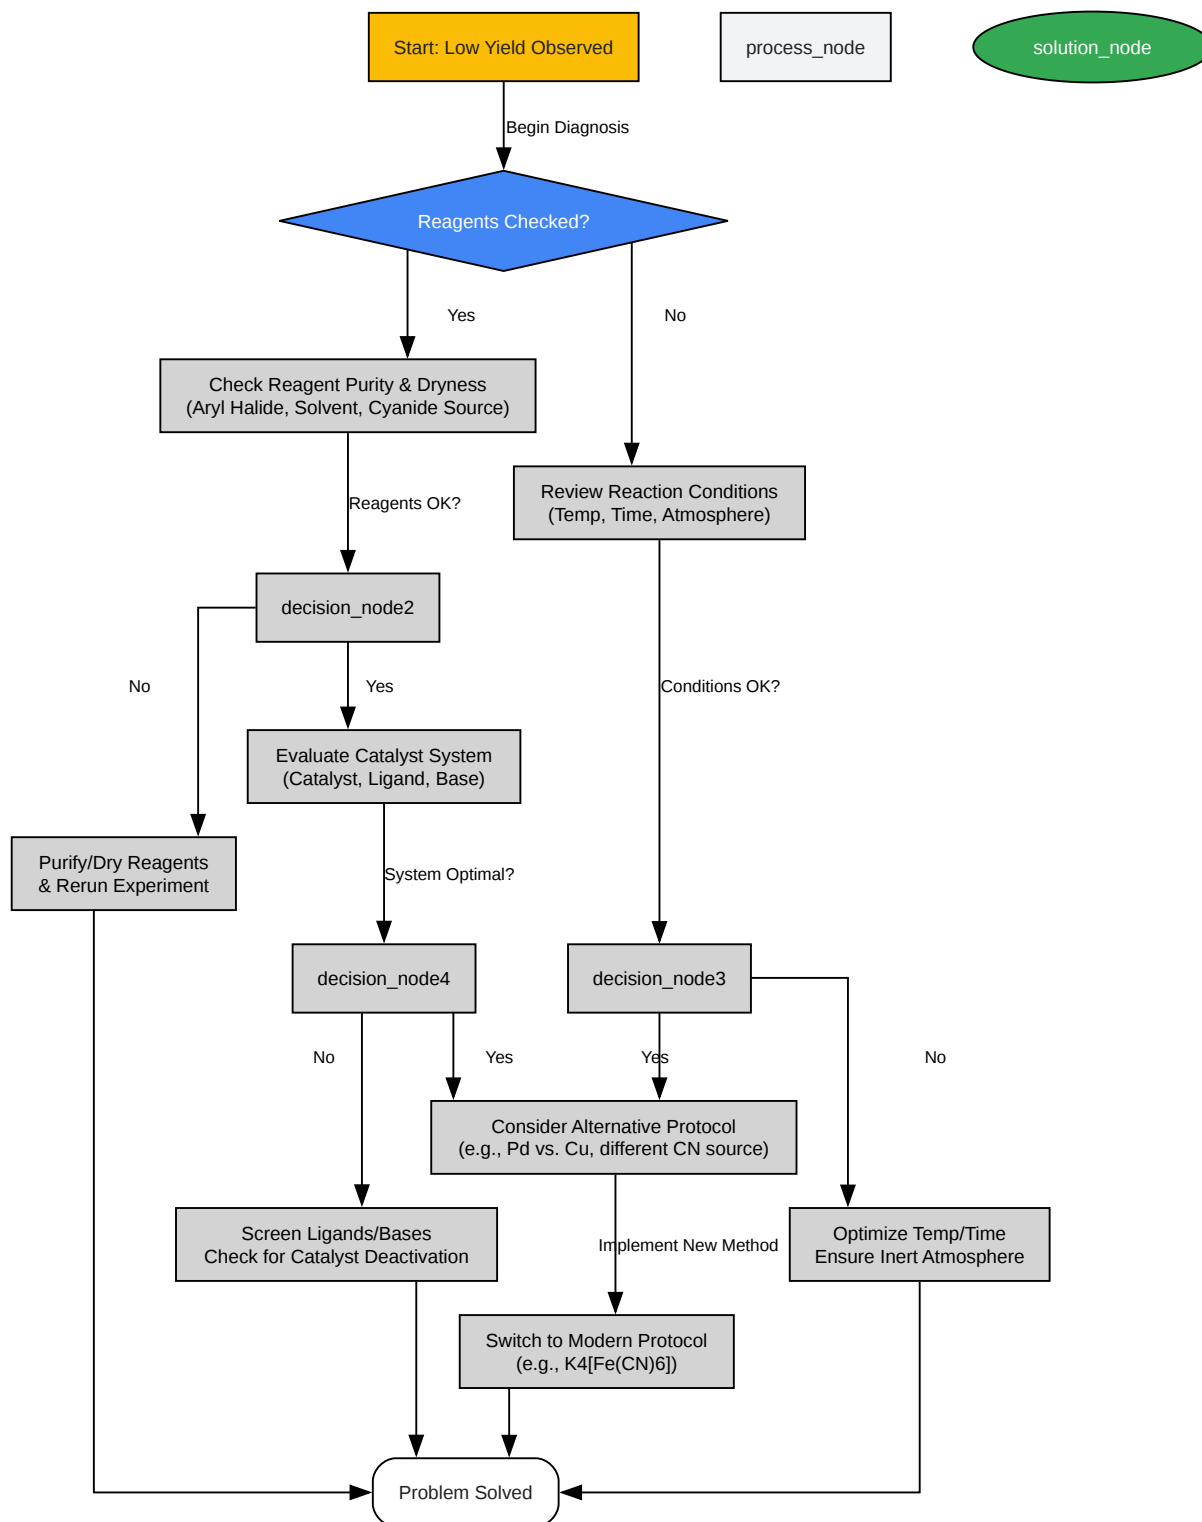 Start: Low Yield Observed
process_node
solution_node
Begin Diagnosis
Reagents Checked?
Yes
No
Check Reagent Purity & Dryness
(Aryl Halide, Solvent, Cyanide Source)
Review Reaction Conditions
(Temp, Time, Atmosphere)
Reagents OK?
decision_node2
No
Yes
Conditions OK?
Evaluate Catalyst System
(Catalyst, Ligand, Base)
Purify/Dry Reagents
& Rerun Experiment
System Optimal?
decision_node4
decision_node3
No
Yes
Yes
No
Consider Alternative Protocol
(e.g., Pd vs. Cu, different CN source)
Screen Ligands/Bases
Check for Catalyst Deactivation
Implement New Method
Optimize Temp/Time
Ensure Inert Atmosphere
Switch to Modern Protocol
(e.g., K4[Fe(CN)6])
Problem Solved